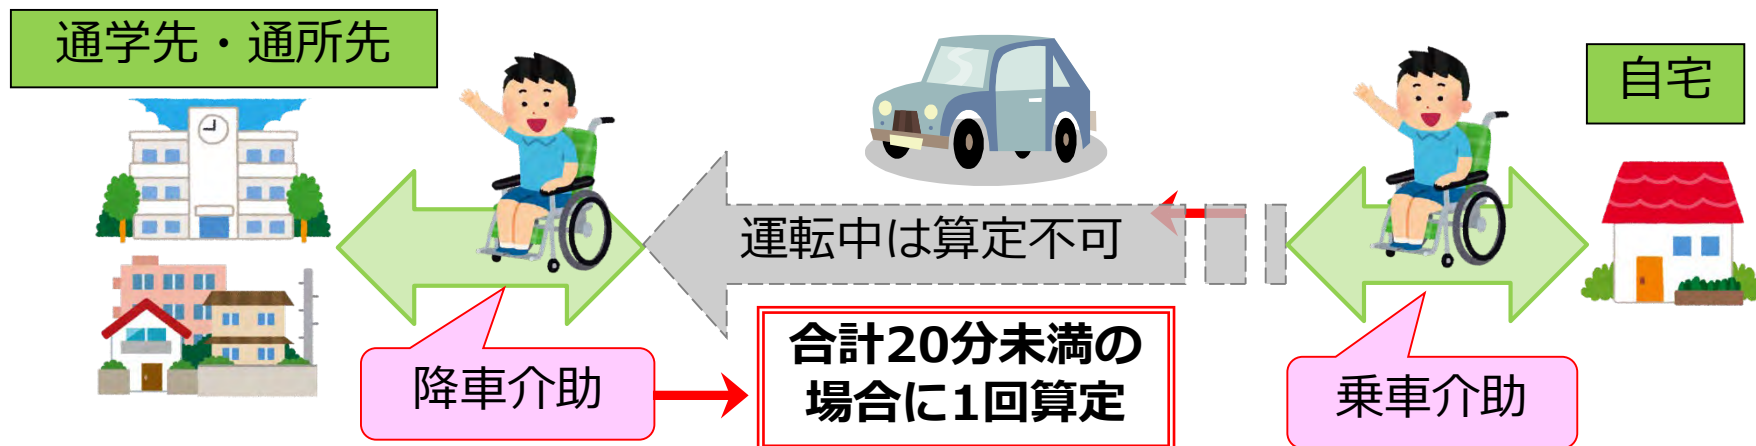 通学先・通所先
自宅
運転中は算定不可
合計20分未満の
場合に1回算定
降車介助
乗車介助